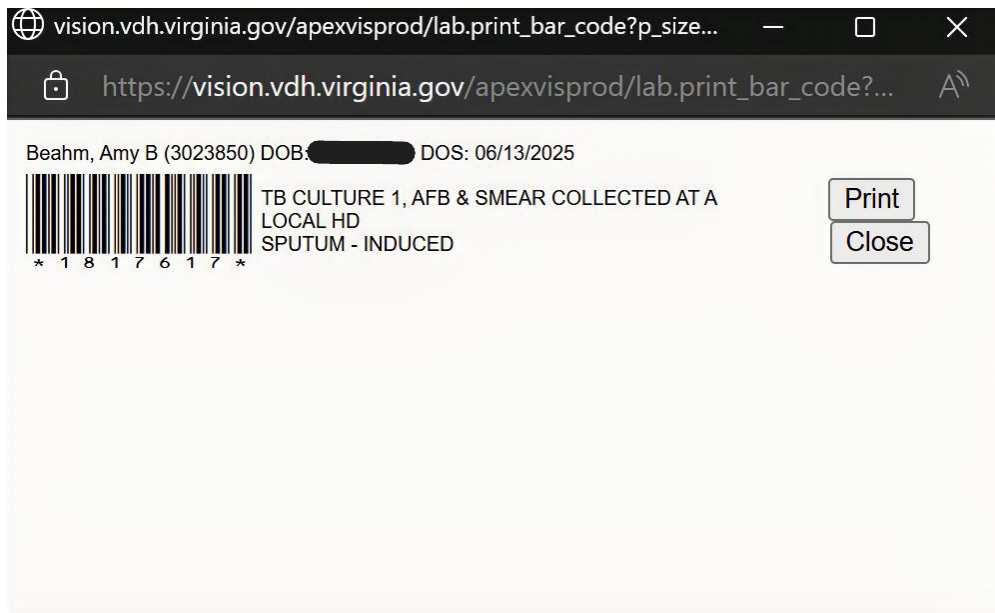 vision.vdh.virginia.gov/apexvisprod/lab.print_bar_code?p_size...
https://vision.vdh.virginia.gov/apexvisprod/lab.print_bar_code?...
Beahm, Amy B (3023850) DOB: DOS: 06/13/2025
TB CULTURE 1, AFB & SMEAR COLLECTED AT A
LOCAL HD
SPUTUM - INDUCED
*1817617*
Print
Close